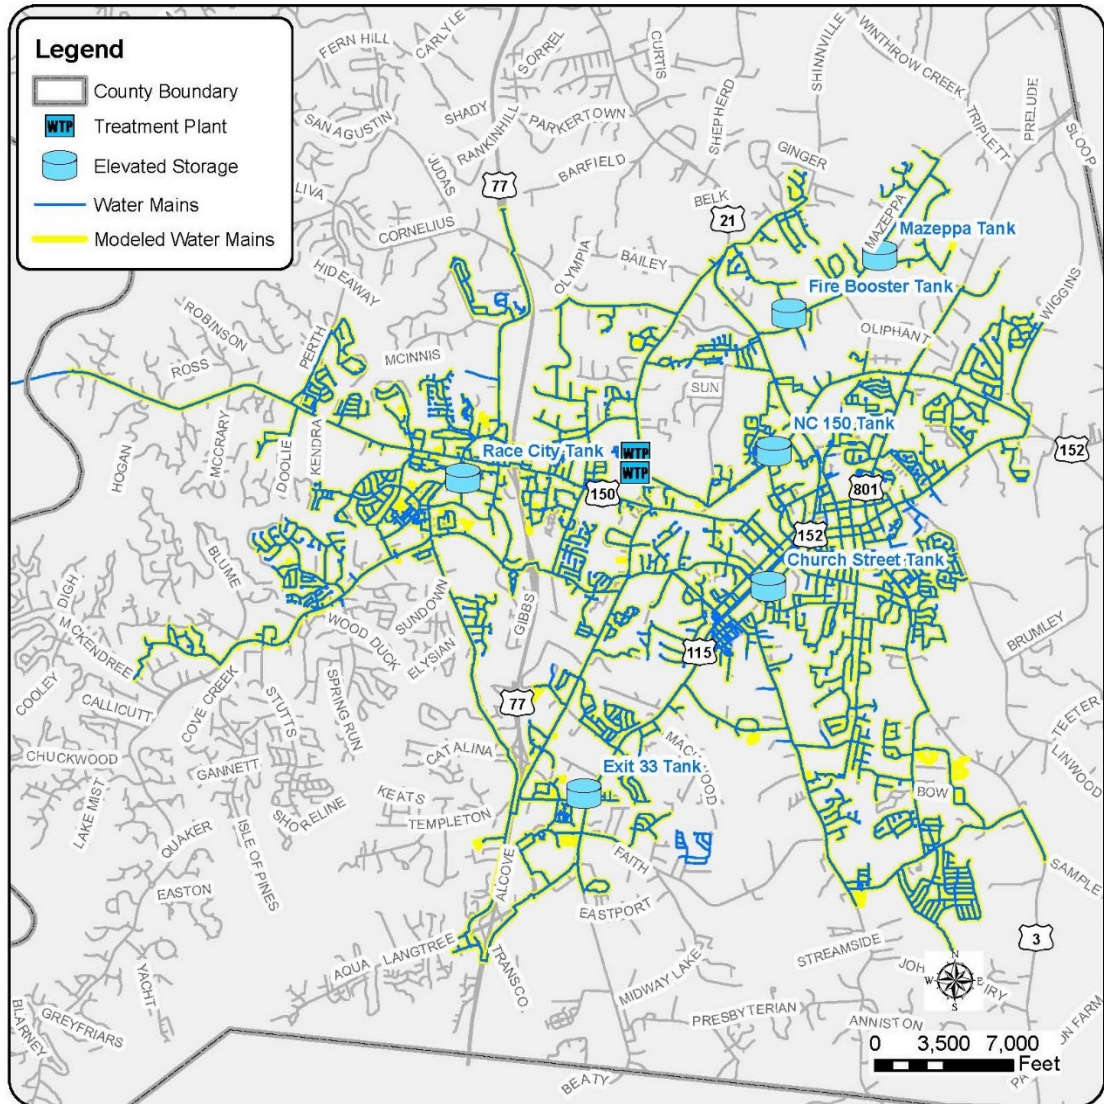 Legend
County Boundary
WTP Treatment Plant
Elevated Storage
Water Mains
Modeled Water Mains
FERN HILL
CARLYLE
SORREL
CURTIS
SHINNVILLE
WINTHROW CREEK
SAN AGUSTIN
SHADY
RANKINHILL
PARKERTOWN
SHEPHERD
TRIPLETT
PRELUDE
SLOOP
JUDAS
BARFIELD
GINGER
LIVA
77
BELK
21
CORNELIUS
MAZEPPA
Mazeppa Tank
OLYMPIA
BAILEY
HIDEAWAY
Fire Booster Tank
WIGGINS
ROBINSON
PERTH
OLIPHANT
ROSS
MCINNIS
SUN
HOGAN
MCCRARY
DOOLIE
KENDRA
Race City Tank
WTP
WTP
NC 150 Tank
152
150
801
152
BLUME
Church Street Tank
DIGH
MCKENDREE
SUNDOWN
GIBBS
WOOD DUCK
ELYSIAN
115
BRUMLEY
COOLEY
CALLICUTT
COVE CREEK
STUTTS
SPRING RUN
77
TEETER
LINWOOD
CHUCKWOOD
CATALINA
GANNETT
Exit 33 Tank
LAKE MIST
SHORELINE
KEATS
TEMPLETON
BOW
QUAKER
ISLE OF PINES
FAITH
ALCOVE
SAMPLE
EASTON
EASTPORT
3
AQUA
LANGTREE
TRANSCO
STREAMSIDE
N
W
E
S
YACHT
MIDWAY LAKE
PRESBYTERIAN
ANNISTON
BLARNEY
GREYFRIARS
BEATY
0 3,500 7,000
Feet